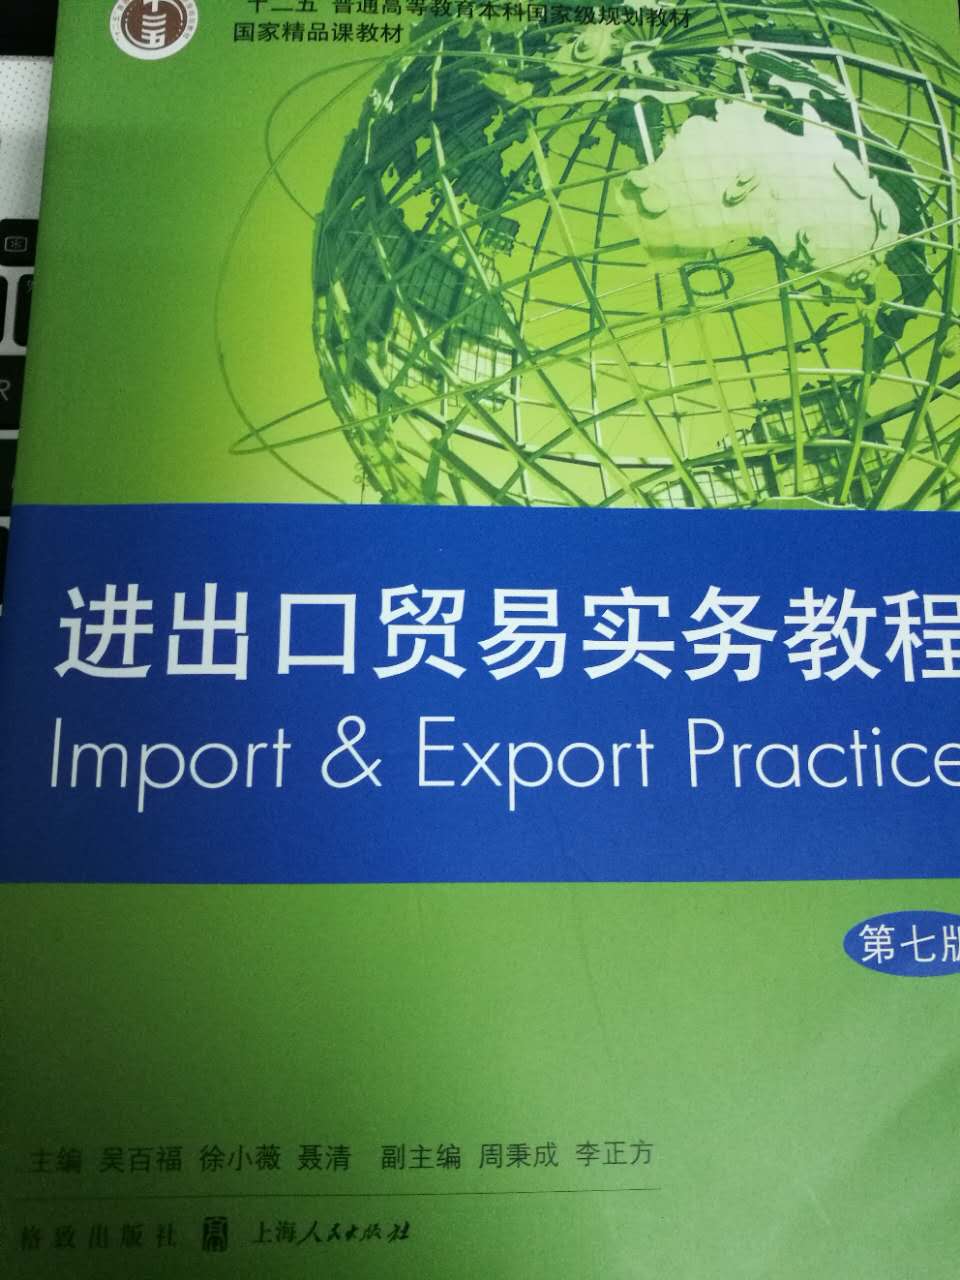 十二五 普通高等教育本科国家级规划教材
国家精品课教材
进出口贸易实务教程
Import & Export Practice
第七版
主编 吴百福 徐小薇 聂清 副主编 周秉成 李正方
格致出版社 上海人民出版社
R